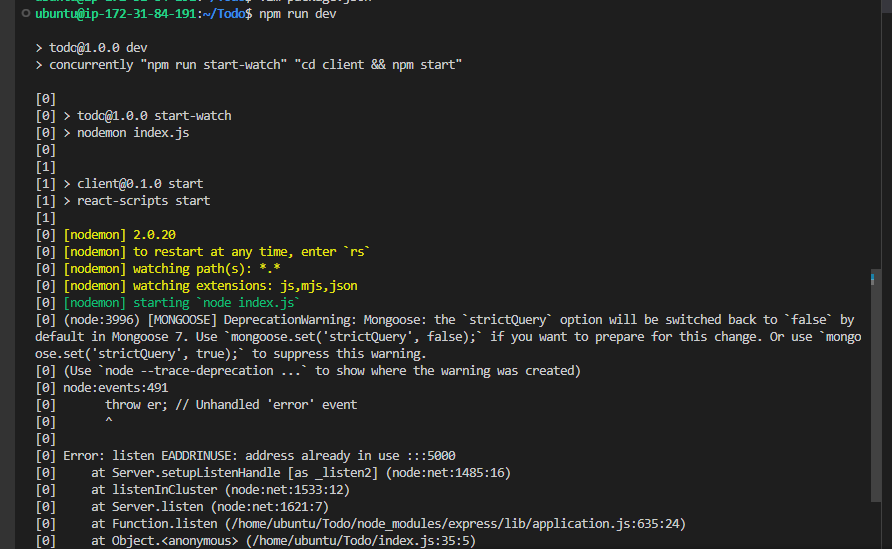 ubuntu@ip-172-31-84-191:~/Todo$ npm run dev
> todo@1.0.0 dev
> concurrently "npm run start-watch" "cd client && npm start"
[0]
[0] > todo@1.0.0 start-watch
[0] > nodemon index.js
[0]
[1]
[1] > client@0.1.0 start
[1] > react-scripts start
[1]
[0] [nodemon] 2.0.20
[0] [nodemon] to restart at any time, enter `rs`
[0] [nodemon] watching path(s): *.*
[0] [nodemon] watching extensions: js,mjs,json
[0] [nodemon] starting `node index.js`
[0] (node:3996) [MONGOOSE] DeprecationWarning: Mongoose: the `strictQuery` option will be switched back to `false` by
default in Mongoose 7. Use `mongoose.set('strictQuery', false);` if you want to prepare for this change. Or use `mongo
ose.set('strictQuery', true);` to suppress this warning.
[0] (Use `node --trace-deprecation ...` to show where the warning was created)
[0] node:events:491
[0]       throw er; // Unhandled 'error' event
[0]       ^
[0]
[0] Error: listen EADDRINUSE: address already in use :::5000
[0]     at Server.setupListenHandle [as _listen2] (node:net:1485:16)
[0]     at listenInCluster (node:net:1533:12)
[0]     at Server.listen (node:net:1621:7)
[0]     at Function.listen (/home/ubuntu/Todo/node_modules/express/lib/application.js:635:24)
[0]     at Object.<anonymous> (/home/ubuntu/Todo/index.js:35:5)